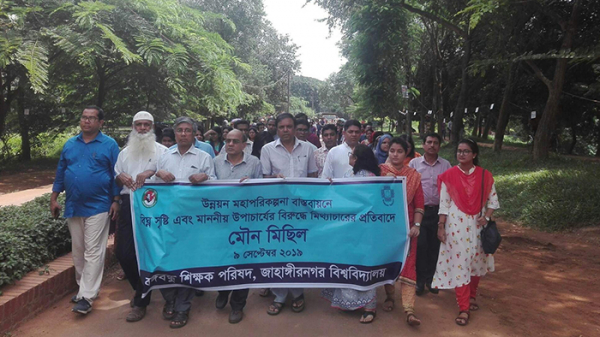 উন্নয়ন মহাপরিকল্পনা বাস্তবায়নে
বিঘ্ন সৃষ্টি এবং মাননীয় উপাচার্যের বিরুদ্ধে মিথ্যাচারের প্রতিবাদে
মৌন মিছিল
৯ সেপ্টেম্বর ২০১৯
শিক্ষক পরিষদ, জাহাঙ্গীরনগর বিশ্ববিদ্যালয়